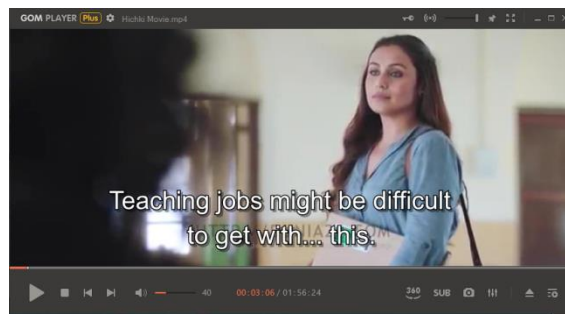 GOM PLAYER Plus Hichki Movie.mp4
Teaching jobs might be difficult
to get with... this.
40 00:03:06 / 01:56:24 360 SUB